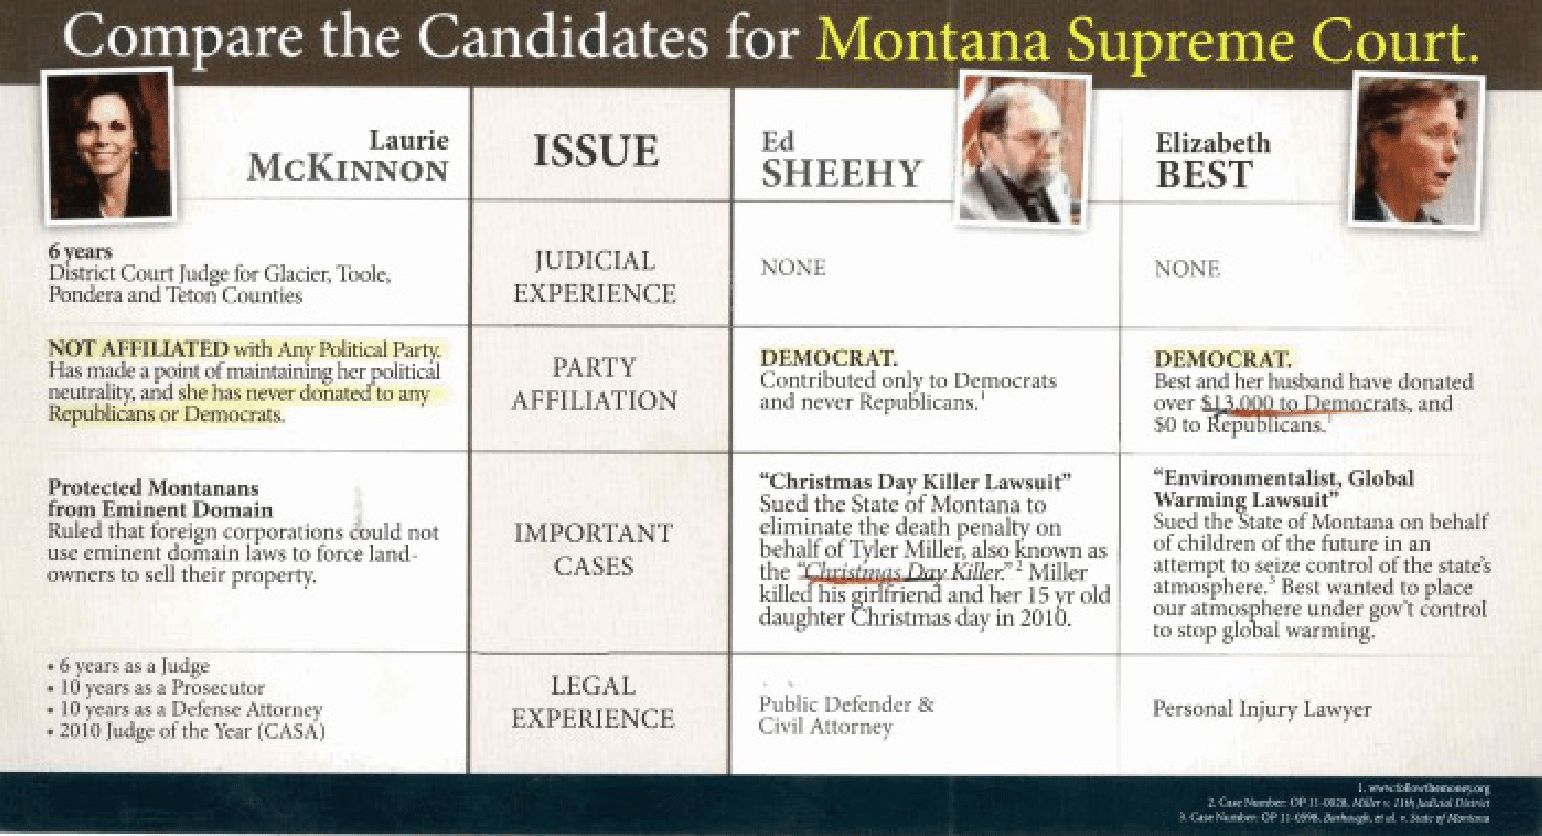 Compare the Candidates for Montana Supreme Court.
Laurie
MCKINNON
ISSUE
Ed
SHEEHY
Elizabeth
BEST
6 years
District Court Judge for Glacier, Toole,
Pondera and Teton Counties
JUDICIAL
EXPERIENCE
NONE
NONE
NOT AFFILIATED with Any Political Party.
Has made a point of maintaining her political
neutrality, and she has never donated to any
Republicans or Democrats.
PARTY
AFFILIATION
DEMOCRAT.
Contributed only to Democrats
and never Republicans.1
DEMOCRAT.
Best and her husband have donated
over $13,000 to Democrats, and
$0 to Republicans.1
Protected Montanans
from Eminent Domain
Ruled that foreign corporations could not
use eminent domain laws to force land-
owners to sell their property.
IMPORTANT
CASES
"Christmas Day Killer Lawsuit"
Sued the State of Montana to
eliminate the death penalty on
behalf of Tyler Miller, also known as
the "Christmas Day Killer."2 Miller
killed his girlfriend and her 15 yr old
daughter Christmas day in 2010.
"Environmentalist, Global
Warming Lawsuit"
Sued the State of Montana on behalf
of children of the future in an
attempt to seize control of the state's
atmosphere.3 Best wanted to place
our atmosphere under gov't control
to stop global warming.
• 6 years as a Judge
• 10 years as a Prosecutor
• 10 years as a Defense Attorney
• 2010 Judge of the Year (CASA)
LEGAL
EXPERIENCE
Public Defender &
Civil Attorney
Personal Injury Lawyer
1. www.followthemoney.org
2. Case Number: OP 11-0028, Miller v. 11th Judicial District
3. Case Number: OP 11-0398, et al. v. State of Montana